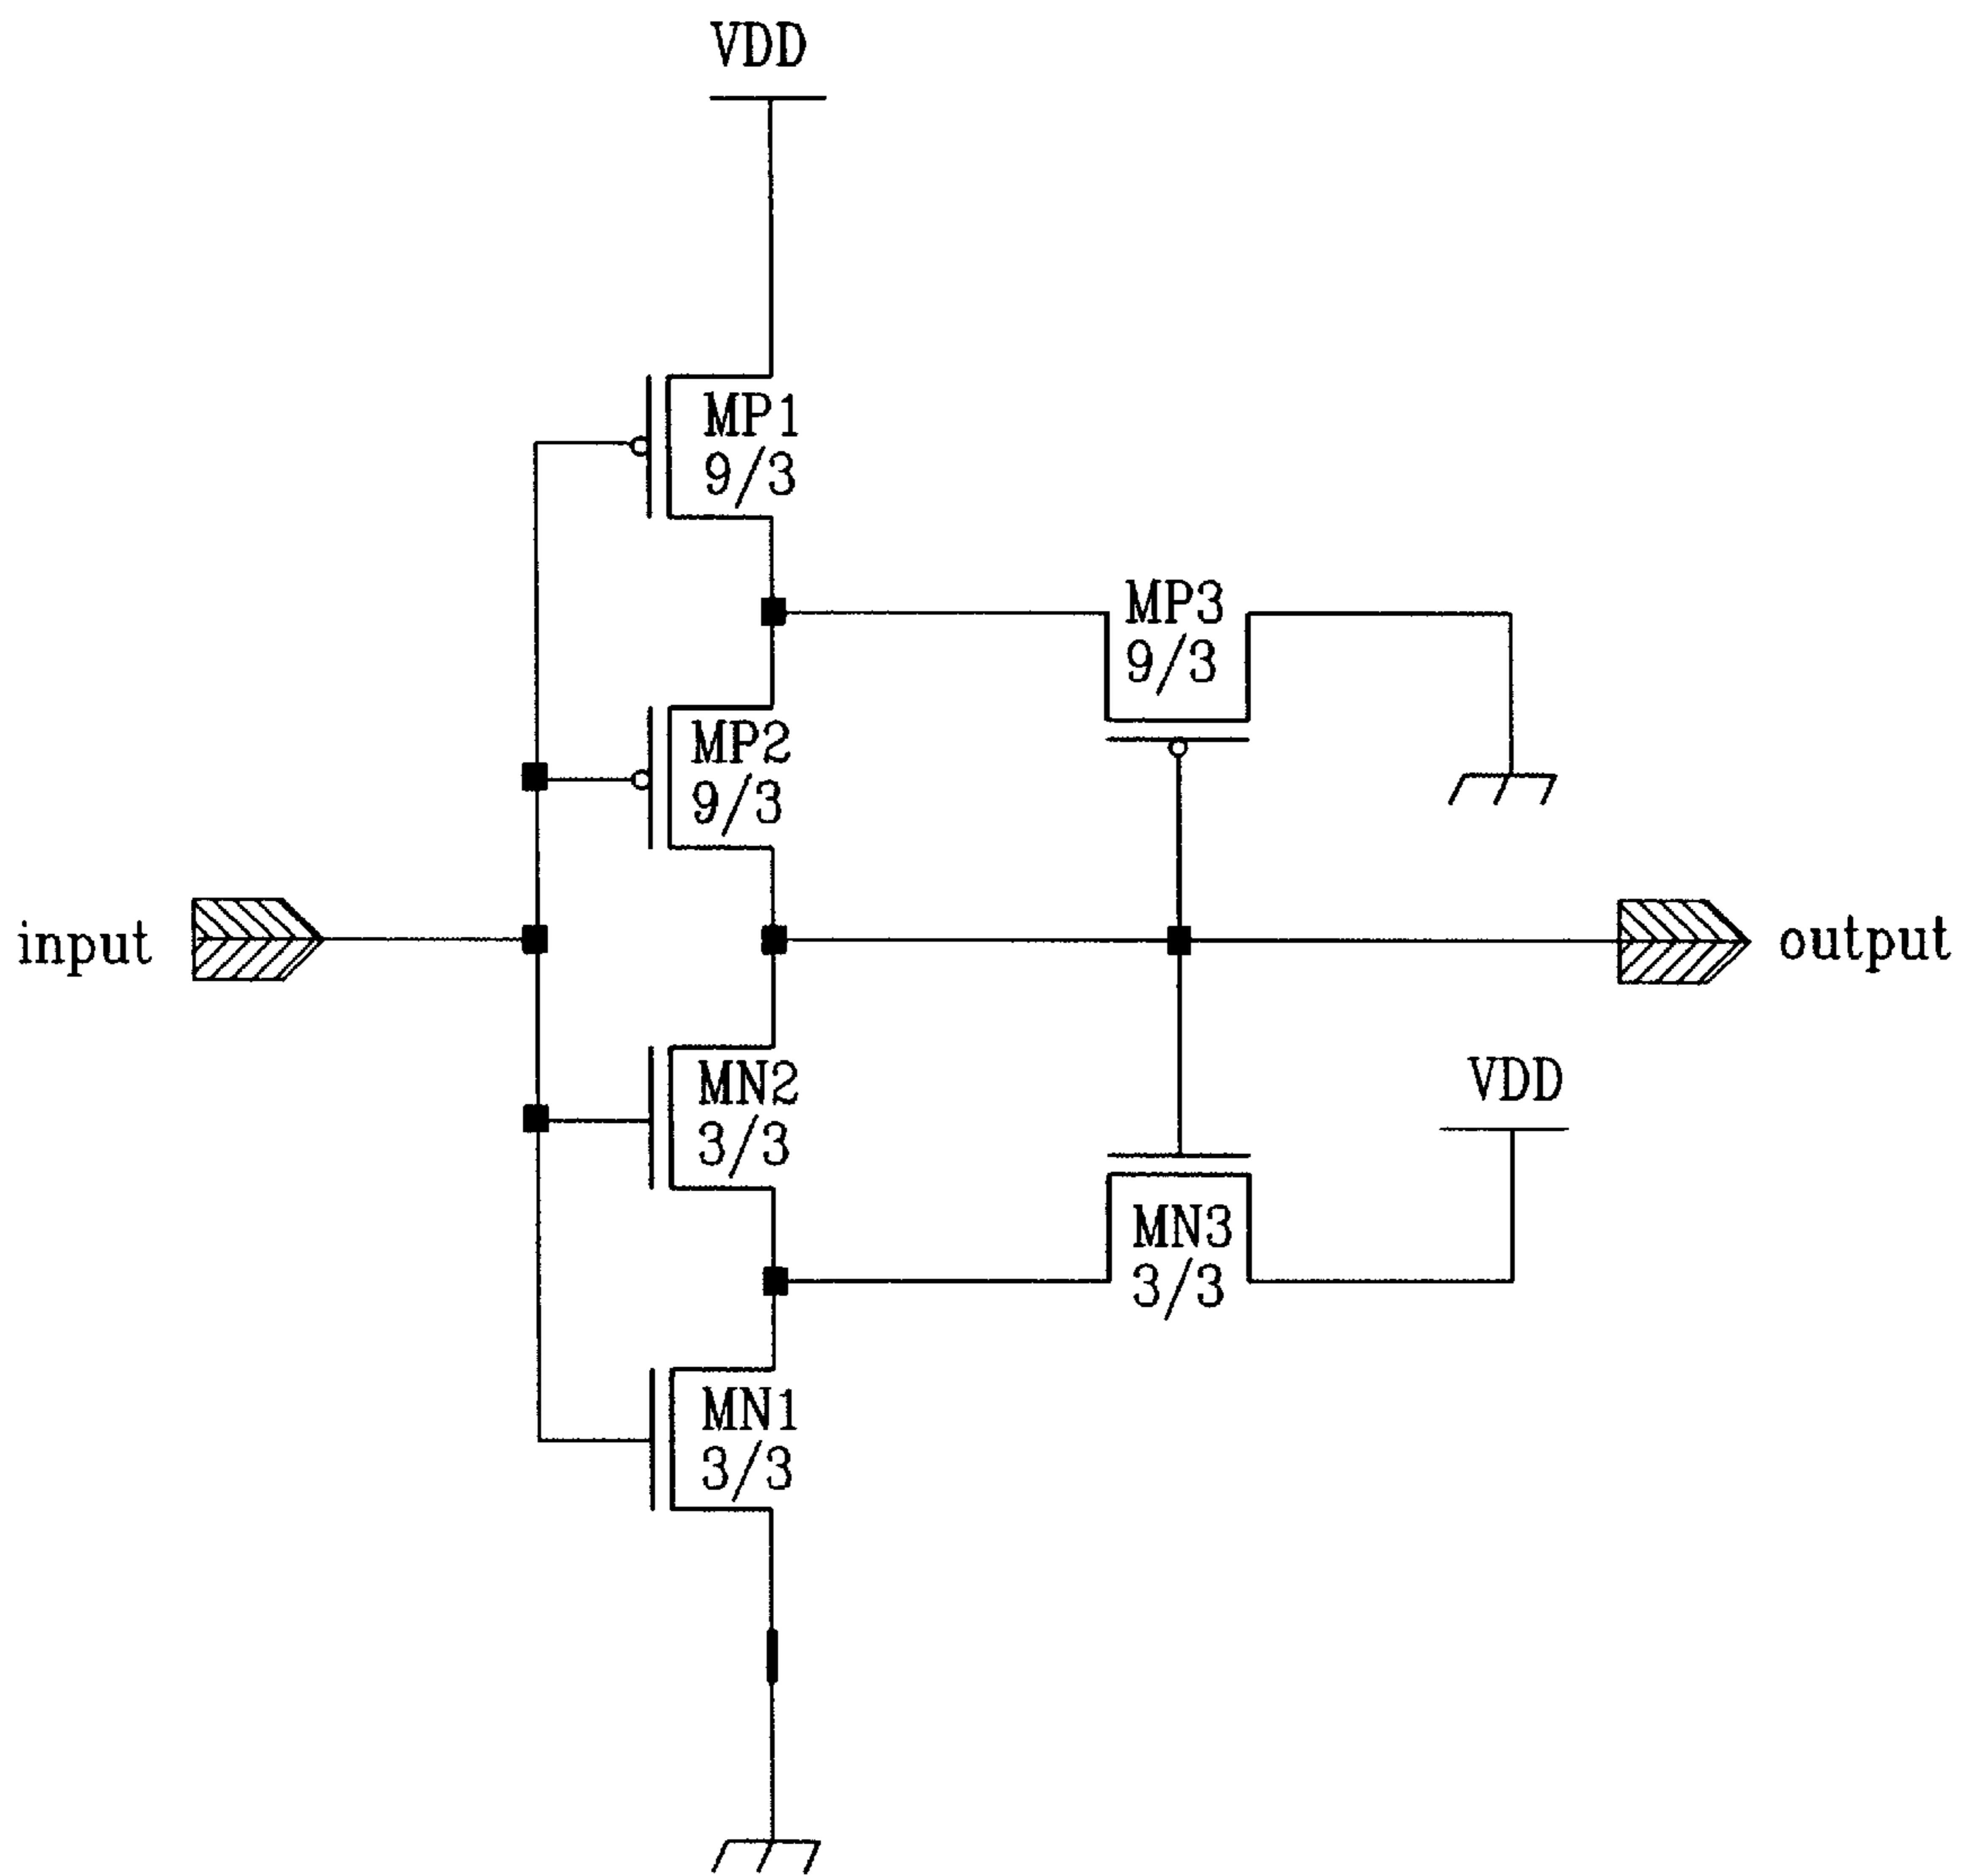 VDD
MP1
9/3
MP3
9/3
MP2
9/3
input
output
MN2
3/3
VDD
MN3
3/3
MN1
3/3